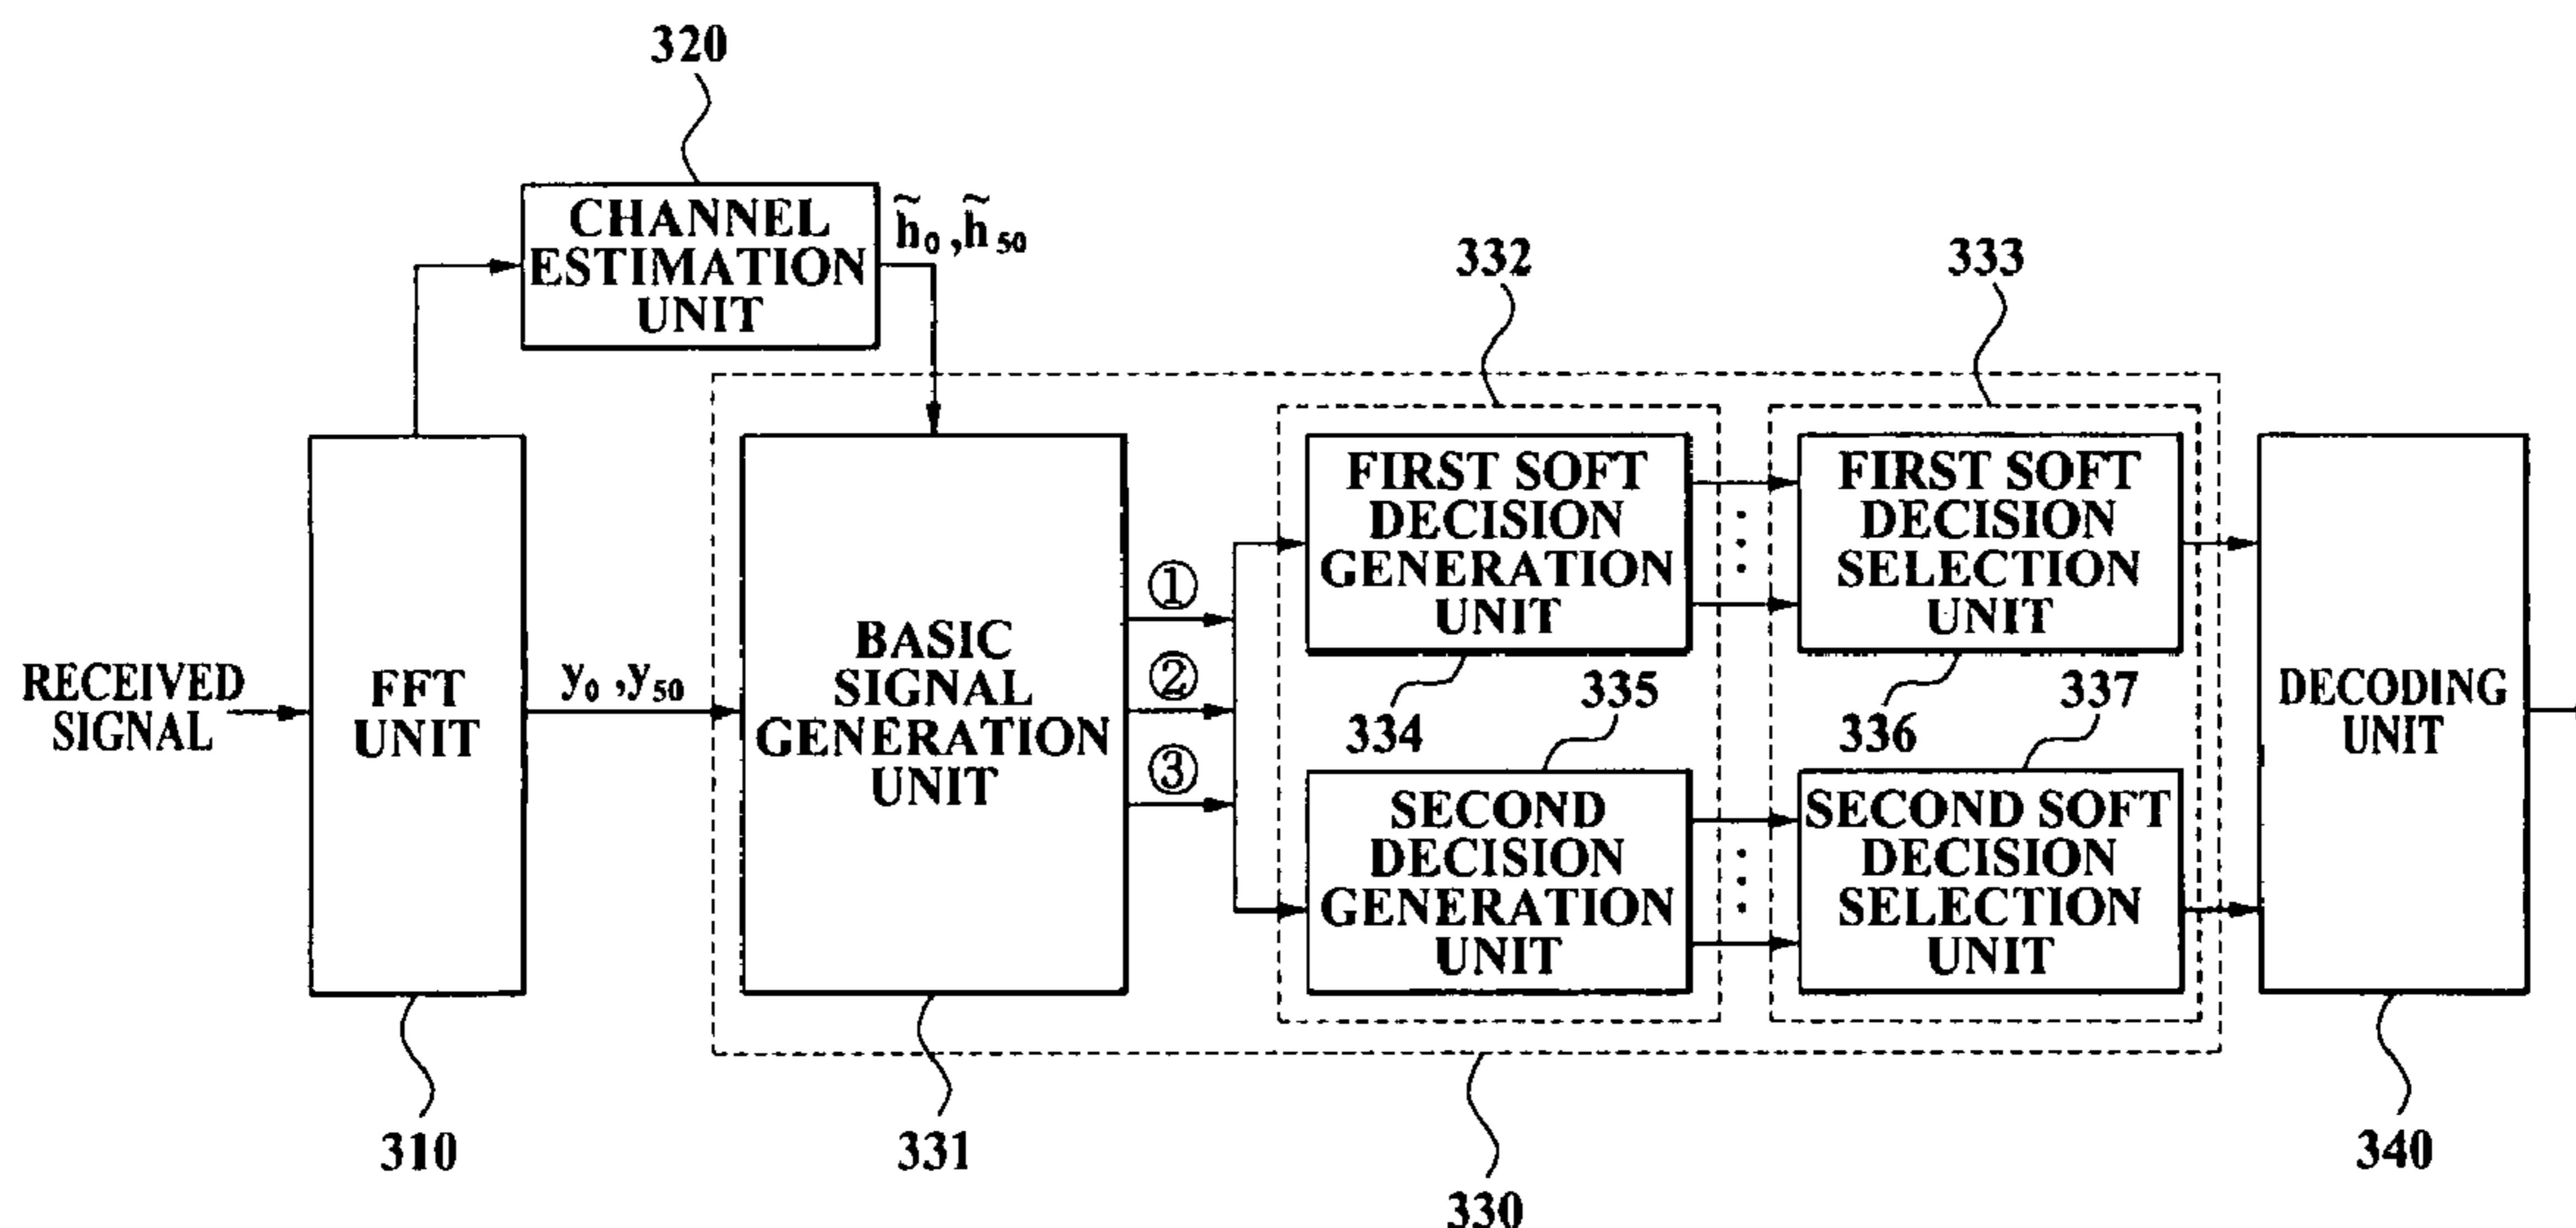 320
CHANNEL
ESTIMATION
UNIT
h̃₀ ,h̃₅₀
332
333
RECEIVED
SIGNAL
FFT
UNIT
y₀ ,y₅₀
BASIC
SIGNAL
GENERATION
UNIT
①
②
③
FIRST SOFT
DECISION
GENERATION
UNIT
FIRST SOFT
DECISION
SELECTION
UNIT
334
335
336
337
SECOND
DECISION
GENERATION
UNIT
SECOND SOFT
DECISION
SELECTION
UNIT
DECODING
UNIT
310
331
330
340